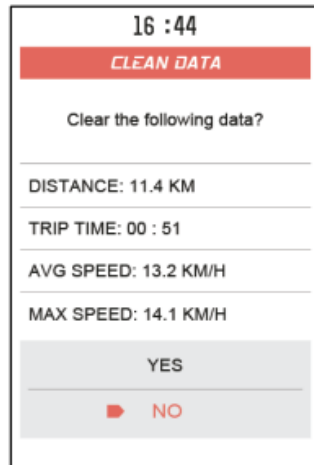 16 :44
CLEAN DATA
Clear the following data?
DISTANCE: 11.4 KM
TRIP TIME: 00 : 51
AVG SPEED: 13.2 KM/H
MAX SPEED: 14.1 KM/H
YES
NO